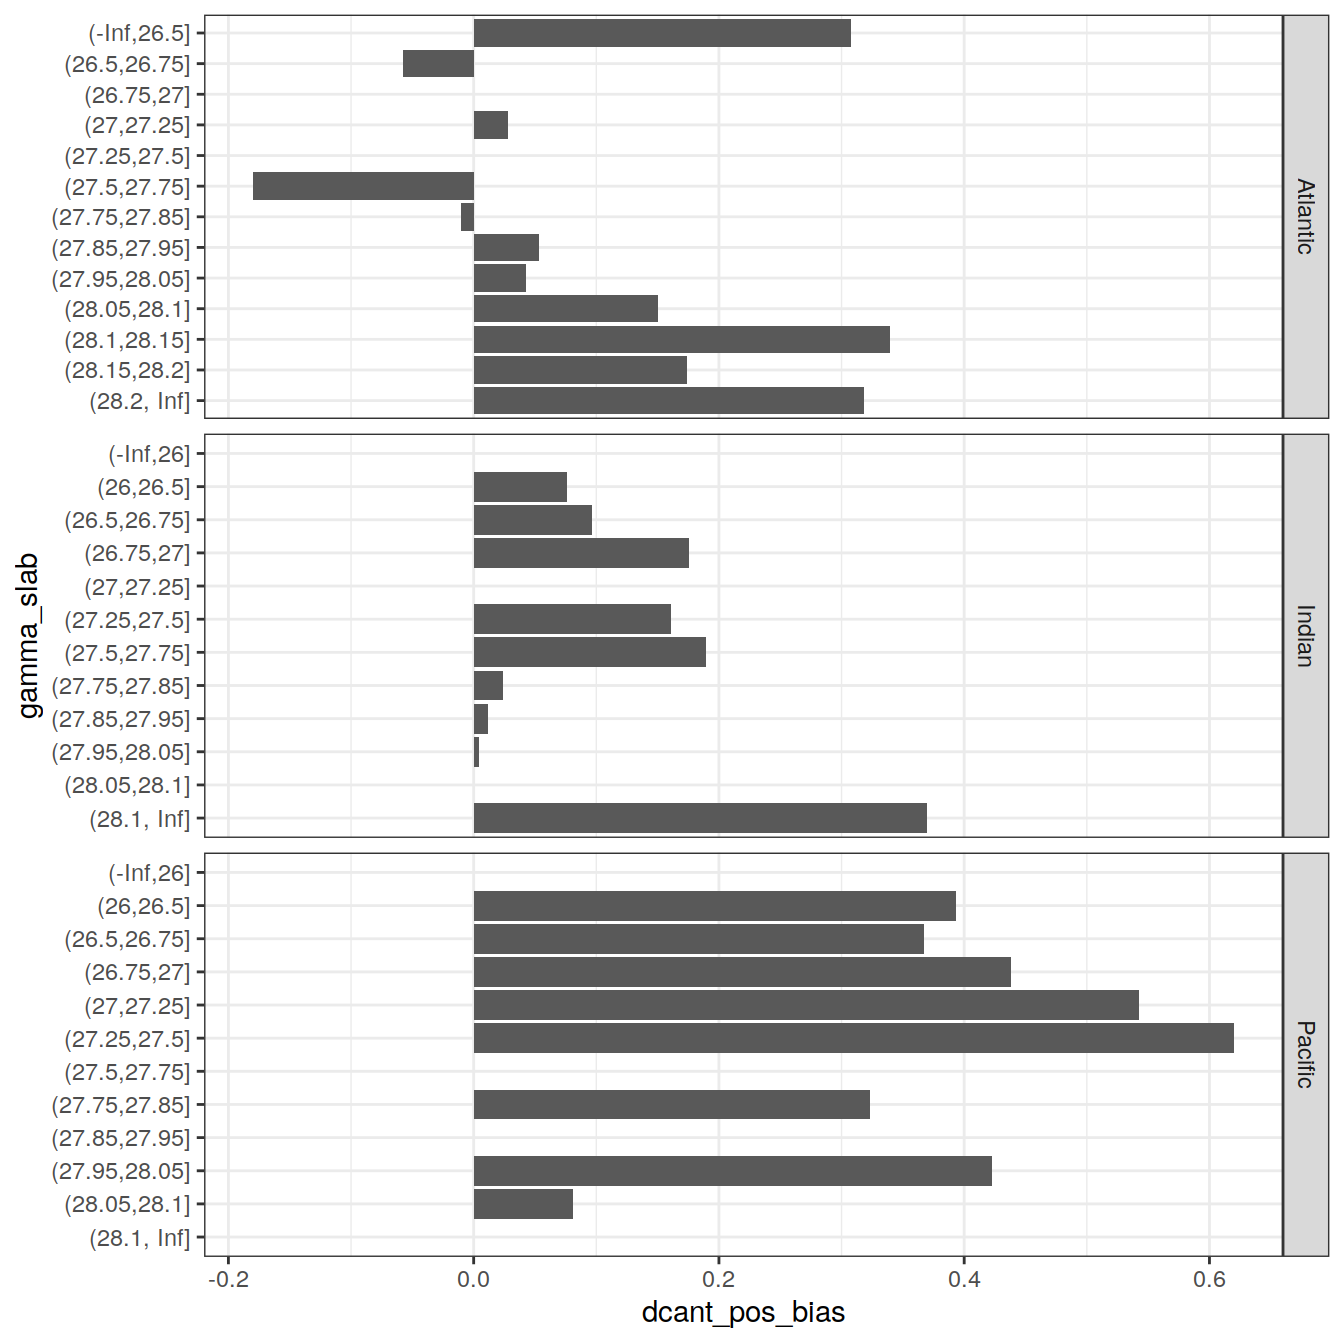 (-Inf,26.5]
(26.5,26.75]
(26.75,27]
(27,27.25]
(27.25,27.5]
(27.5,27.75]
(27.75,27.85]
(27.85,27.95]
(27.95,28.05]
(28.05,28.1]
(28.1,28.15]
(28.15,28.2]
(28.2, Inf]
Atlantic
(-Inf,26]
(26,26.5]
(26.5,26.75]
(26.75,27]
(27,27.25]
(27.25,27.5]
(27.5,27.75]
(27.75,27.85]
(27.85,27.95]
(27.95,28.05]
(28.05,28.1]
(28.1, Inf]
Indian
gamma_slab
(-Inf,26]
(26,26.5]
(26.5,26.75]
(26.75,27]
(27,27.25]
(27.25,27.5]
(27.5,27.75]
(27.75,27.85]
(27.85,27.95]
(27.95,28.05]
(28.05,28.1]
(28.1, Inf]
Pacific
-0.2 0.0 0.2 0.4 0.6
dcant_pos_bias